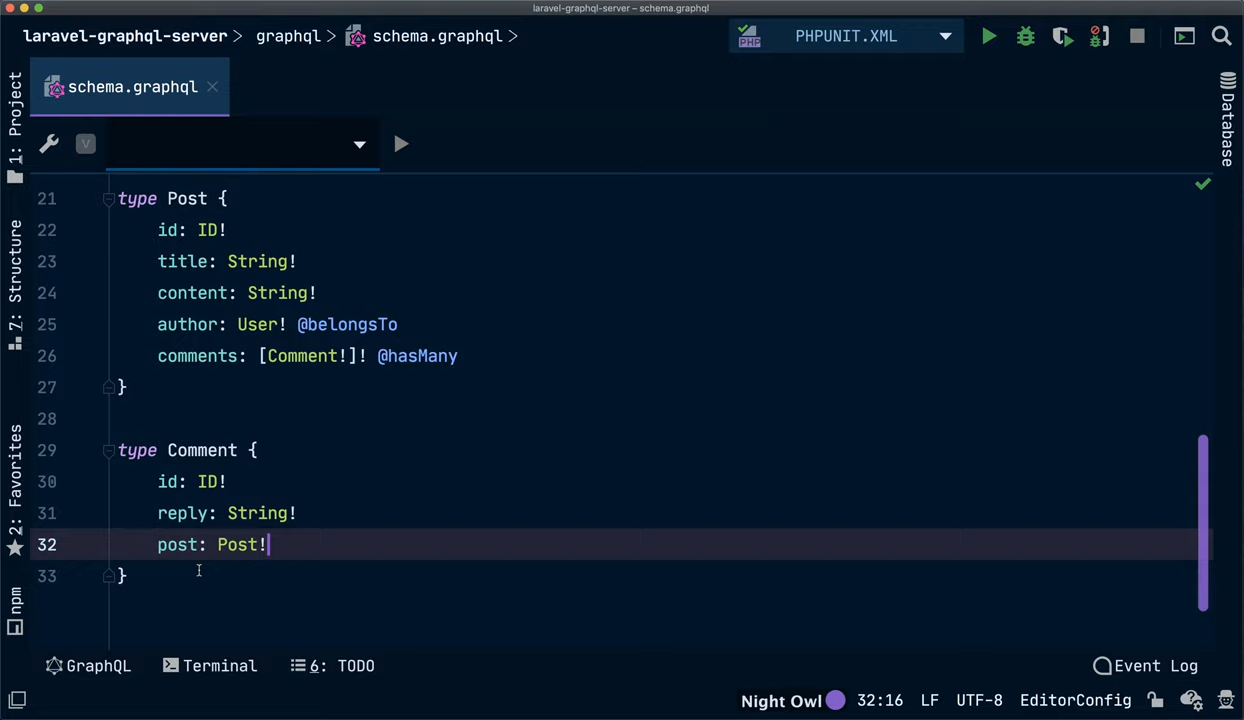 laravel-graphql-server – schema.graphql
laravel-graphql-server > graphql > schema.graphql >
PHP
PHPUNIT.XML
schema.graphql
V
1: Project
7: Structure
2: Favorites
npm
Database
21 type Post {
22 id: ID!
23 title: String!
24 content: String!
25 author: User! @belongsTo
26 comments: [Comment!]! @hasMany
27 }
28
29 type Comment {
30 id: ID!
31 reply: String!
32 post: Post!
33 }
GraphQL Terminal 6: TODO Event Log
Night Owl 32:16 LF UTF-8 EditorConfig